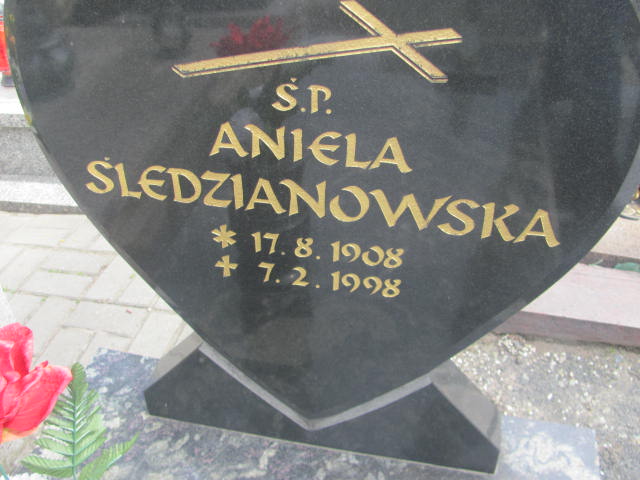 Ś.P.
ANIELA
ŚLEDZIANOWSKA
* 17.8.1908
+ 7.2.1998